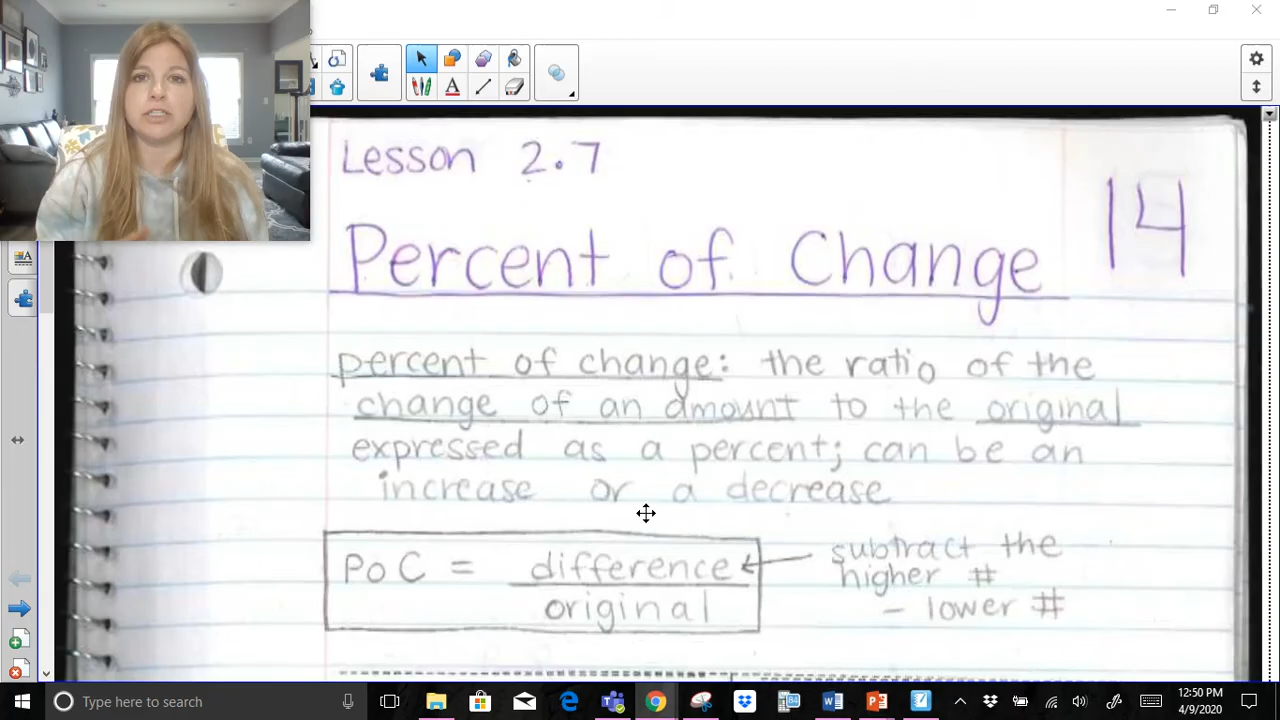 Lesson 2.7
14
Percent of Change
percent of change: the ratio of the
change of an amount to the original
expressed as a percent; can be an
increase or a decrease
PoC = difference
original
subtract the
higher #
- lower #
Type here to search
12:50 PM
4/9/2020